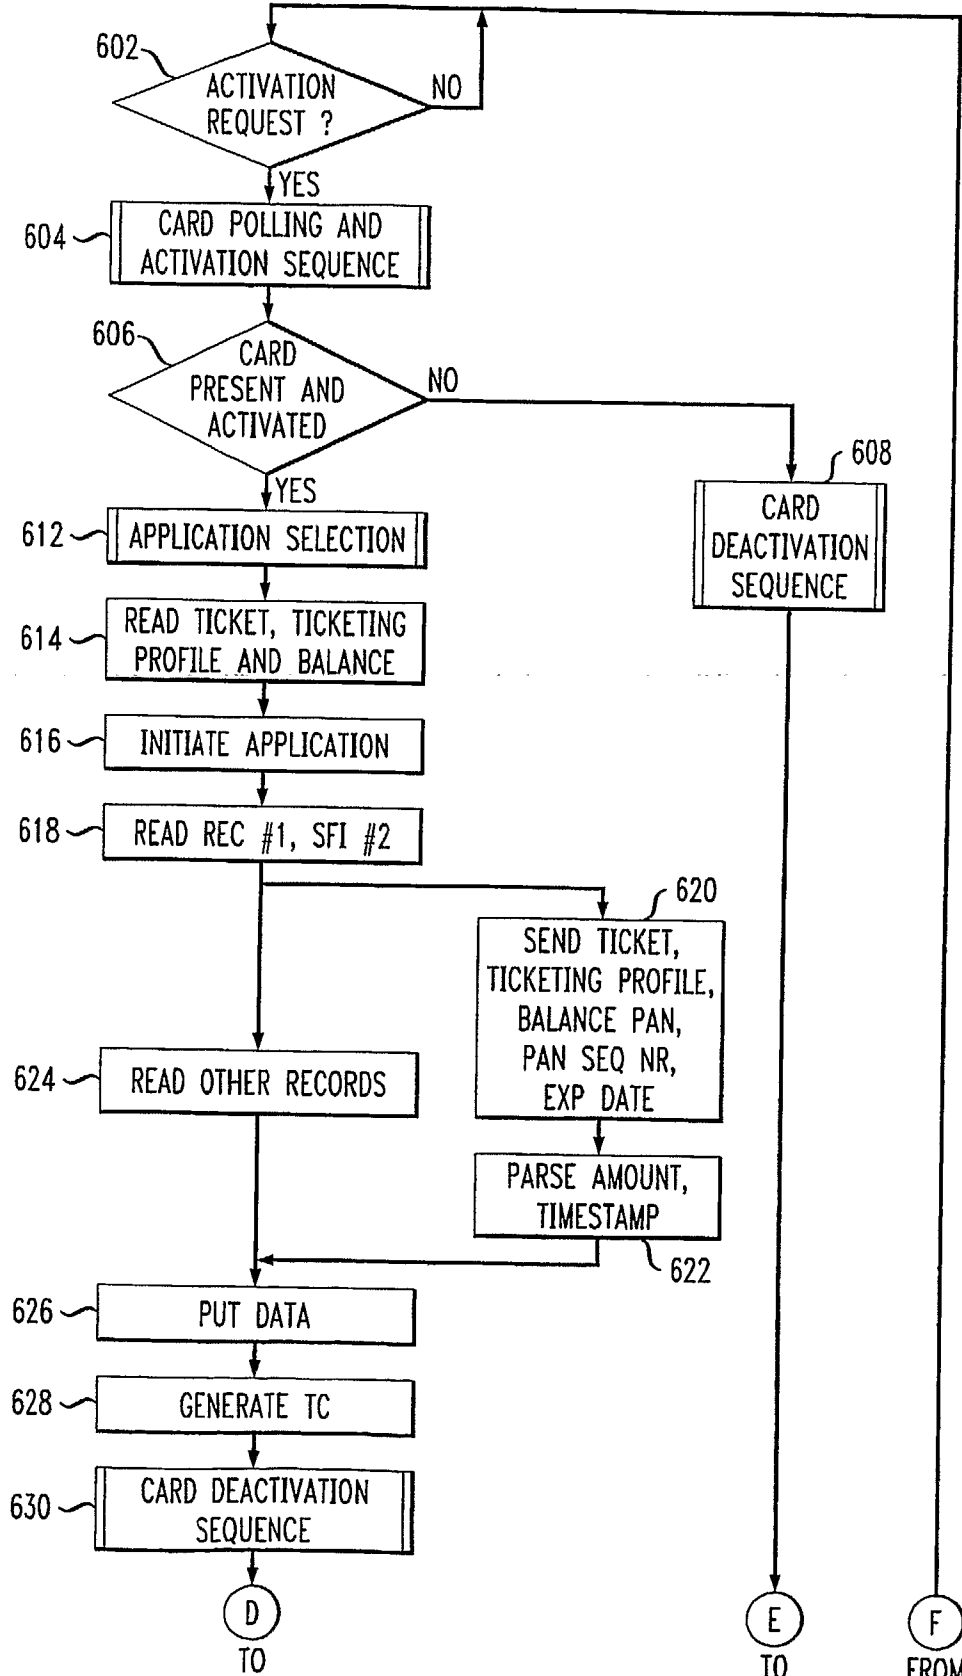 602
ACTIVATION
REQUEST ?
NO
YES
604
CARD POLLING AND
ACTIVATION SEQUENCE
606
CARD
PRESENT AND
ACTIVATED
NO
YES
608
CARD
DEACTIVATION
SEQUENCE
612
APPLICATION SELECTION
614
READ TICKET, TICKETING
PROFILE AND BALANCE
616
INITIATE APPLICATION
618
READ REC #1, SFI #2
620
SEND TICKET,
TICKETING PROFILE,
BALANCE PAN,
PAN SEQ NR,
EXP DATE
624
READ OTHER RECORDS
PARSE AMOUNT,
TIMESTAMP
622
626
PUT DATA
628
GENERATE TC
630
CARD DEACTIVATION
SEQUENCE
D
TO
E
TO
F
FROM